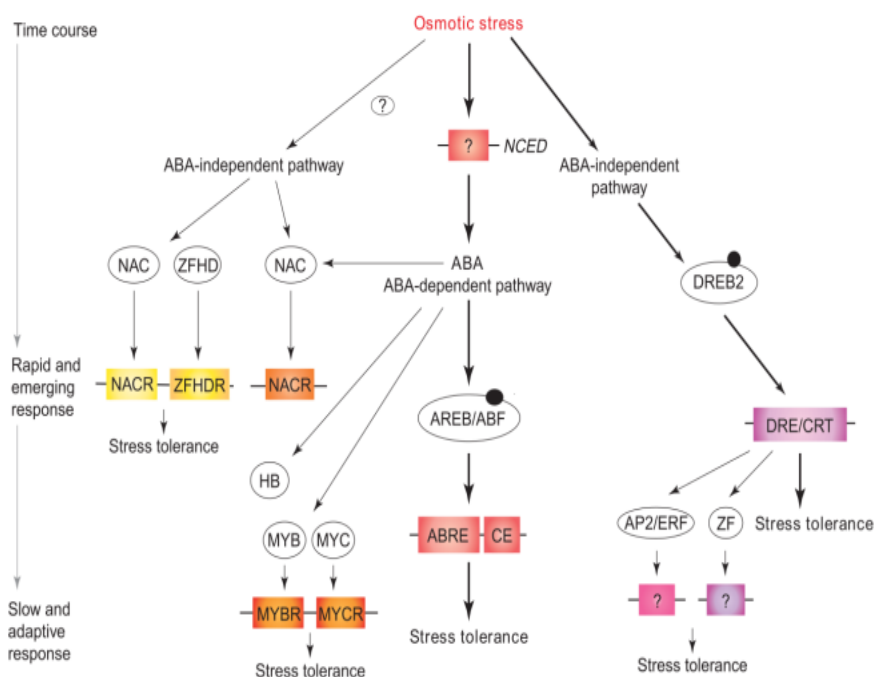 Time course
Osmotic stress
?
? NCED
ABA-independent pathway
ABA-independent
pathway
NAC ZFHD NAC
ABA
ABA-dependent pathway
DREB2
Rapid and
emerging
response
NACR ZFHDR NACR
Stress tolerance
AREB/ABF
DRE/CRT
HB
MYB MYC
ABRE CE
AP2/ERF ZF Stress tolerance
MYBR MYCR
? ?
Slow and
adaptive
response
Stress tolerance
Stress tolerance
Stress tolerance